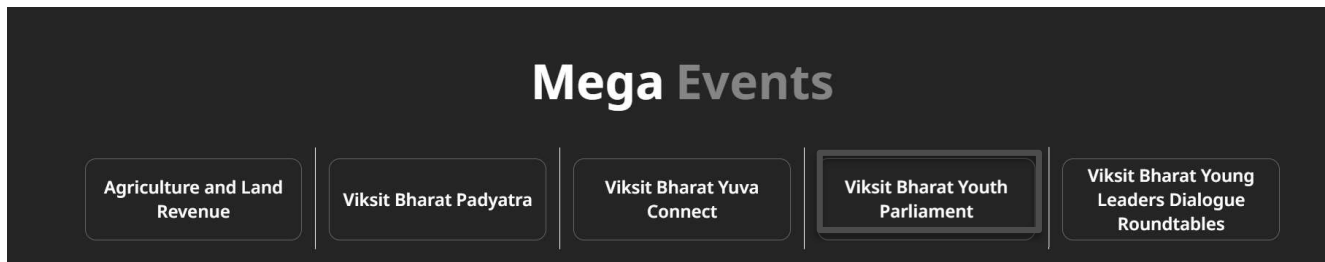 Mega Events
Agriculture and Land
Revenue
Viksit Bharat Padyatra
Viksit Bharat Yuva
Connect
Viksit Bharat Youth
Parliament
Viksit Bharat Young
Leaders Dialogue
Roundtables